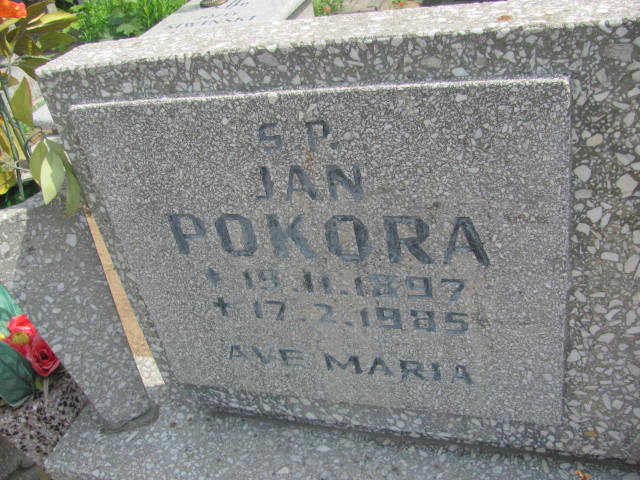 Ś.P.
JAN
POKORA
* 19.11.1897
+ 17.2.1985
AVE MARIA